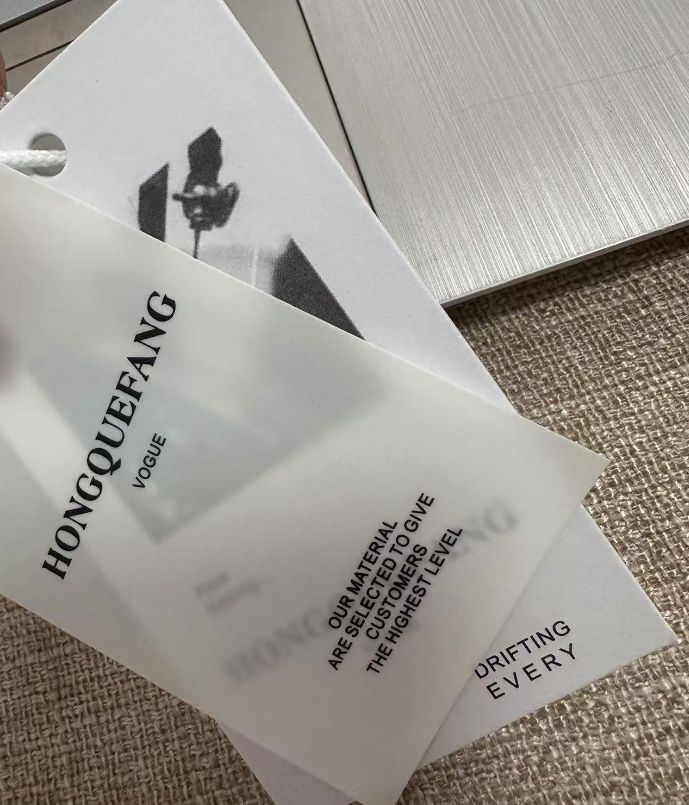 HONGQUEFANG
VOGUE
OUR MATERIAL
ARE SELECTED TO GIVE
CUSTOMERS
THE HIGHEST LEVEL
DRIFTING
EVERY